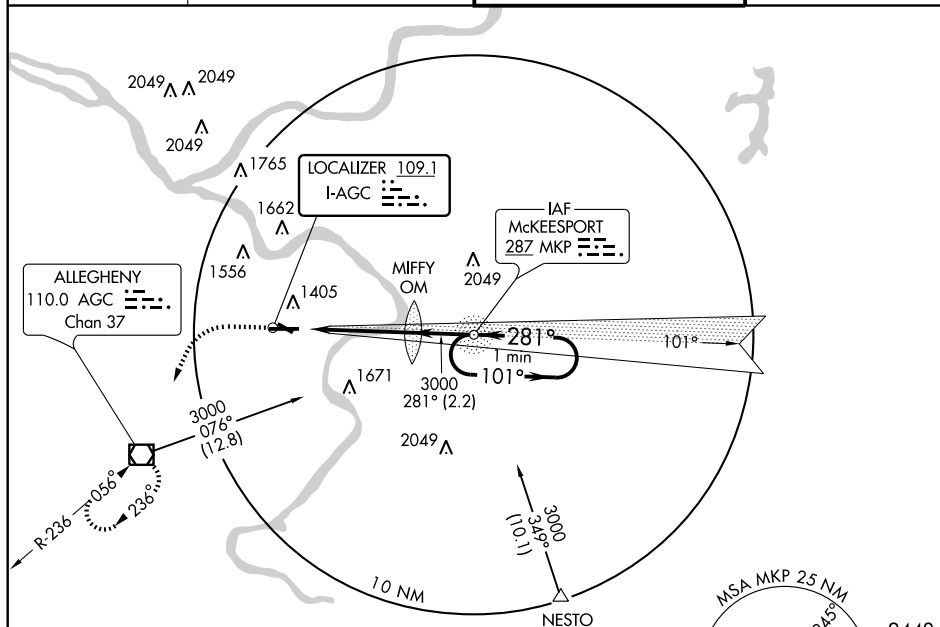 2049
2049
2049
1765
LOCALIZER 109.1
I-AGC
1662
IAF
McKEESPORT
287 MKP
1556
2049
MIFFY
OM
ALLEGHENY
110.0 AGC
Chan 37
1405
281°
101°
1 min
101°
3000
281° (2.2)
1671
3000
076°
(12.8)
2049
056°
236°
R-236
3000
349°
(10.1)
10 NM
NESTO
MSA MKP 25 NM